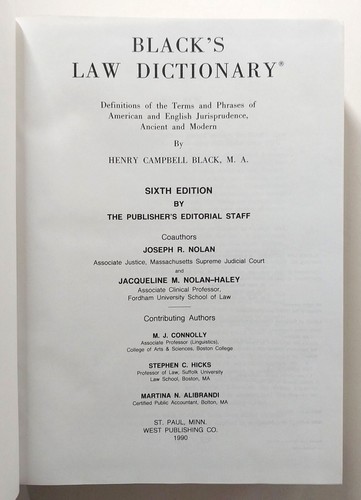 BLACK'S
LAW DICTIONARY®
Definitions of the Terms and Phrases of
American and English Jurisprudence,
Ancient and Modern
By
HENRY CAMPBELL BLACK, M. A.
SIXTH EDITION
BY
THE PUBLISHER'S EDITORIAL STAFF
Coauthors
JOSEPH R. NOLAN
Associate Justice, Massachusetts Supreme Judicial Court
and
JACQUELINE M. NOLAN-HALEY
Associate Clinical Professor,
Fordham University School of Law
Contributing Authors
M. J. CONNOLLY
Associate Professor (Linguistics),
College of Arts & Sciences, Boston College
STEPHEN C. HICKS
Professor of Law, Suffolk University
Law School, Boston, MA
MARTINA N. ALIBRANDI
Certified Public Accountant, Bolton, MA
ST. PAUL, MINN.
WEST PUBLISHING CO.
1990